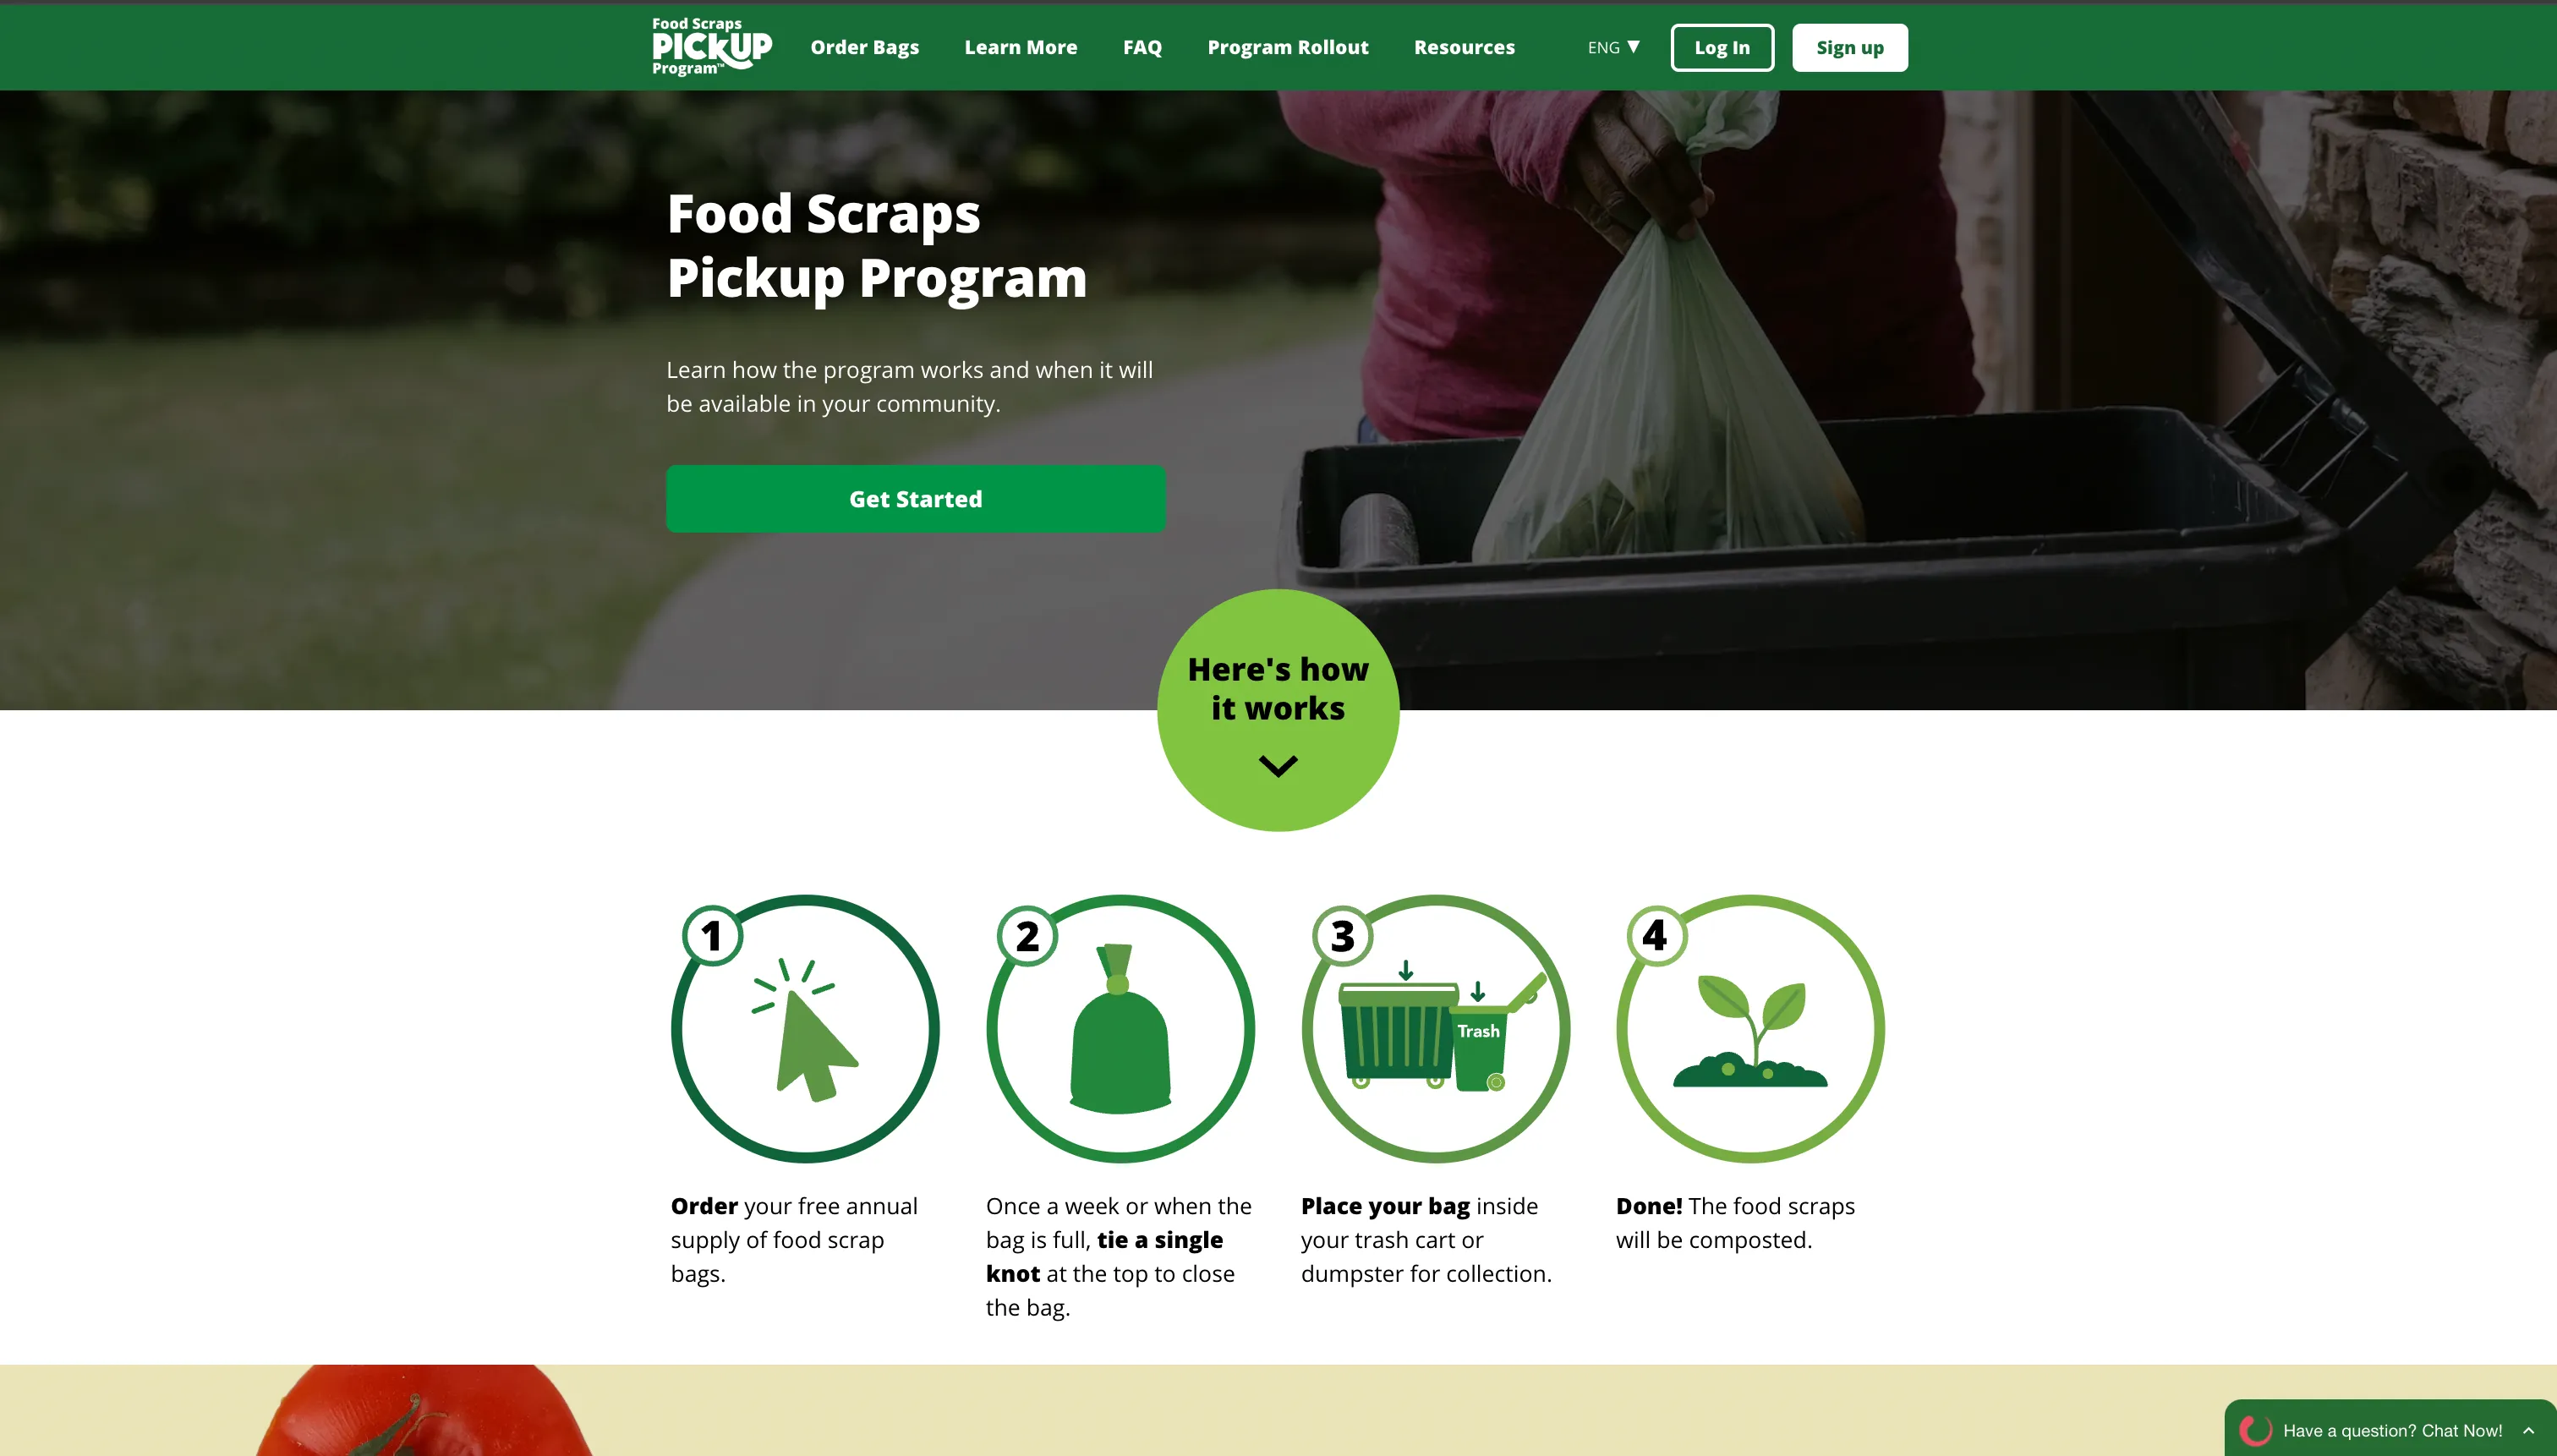 Food Scraps
PICKUP
Program™
Order Bags
Learn More
FAQ
Program Rollout
Resources
ENG ▼
Log In
Sign up
Food Scraps
Pickup Program
Learn how the program works and when it will
be available in your community.
Get Started
Here's how
it works
1
2
3
Trash
4
Order your free annual
supply of food scrap
bags.
Once a week or when the
bag is full, tie a single
knot at the top to close
the bag.
Place your bag inside
your trash cart or
dumpster for collection.
Done! The food scraps
will be composted.
Have a question? Chat Now!